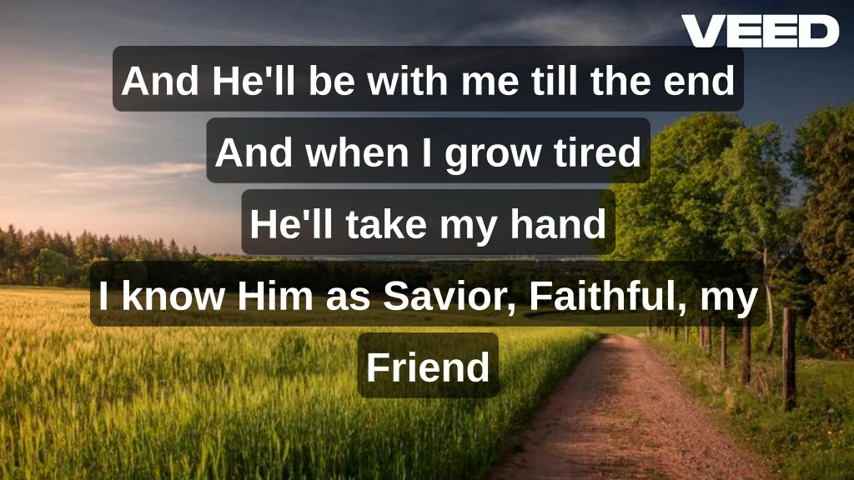 VEED
And He'll be with me till the end
And when I grow tired
He'll take my hand
I know Him as Savior, Faithful, my
Friend